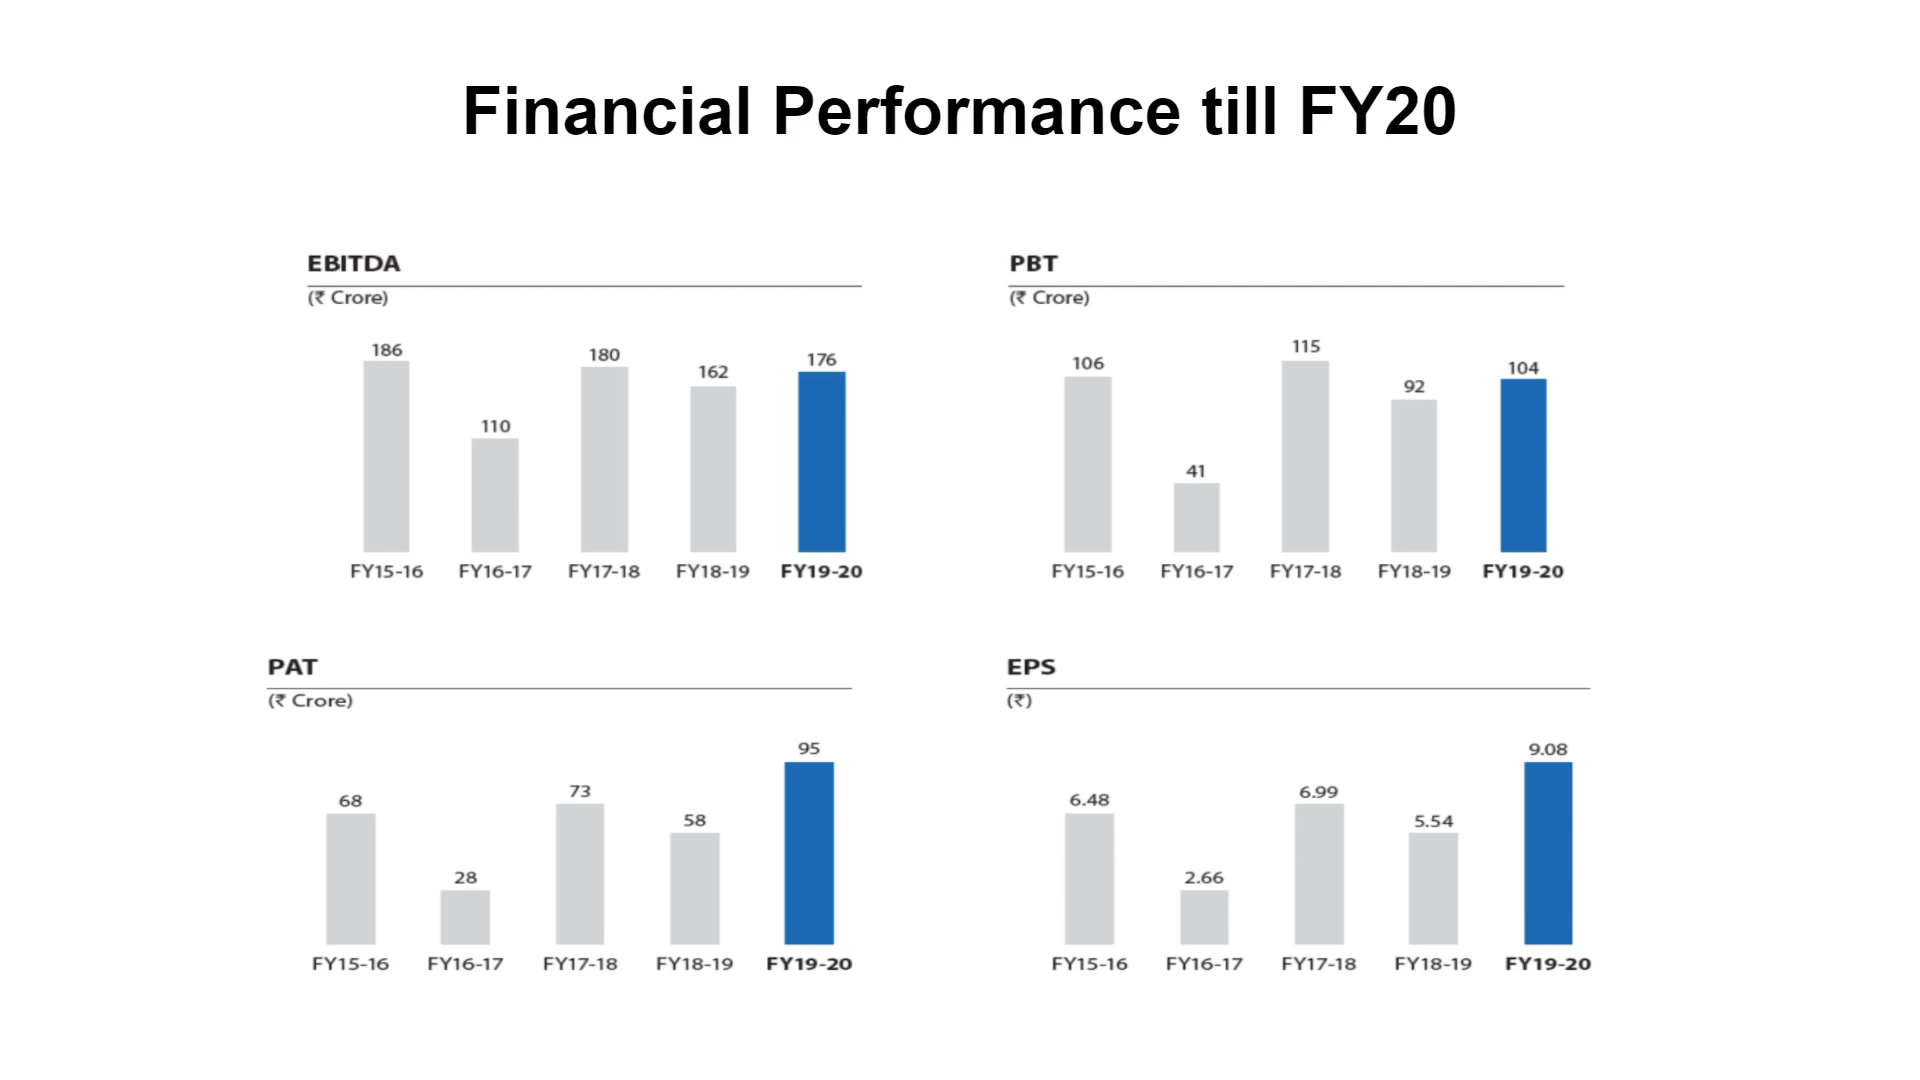 Financial Performance till FY20
EBITDA
(₹ Crore)
186
110
180
162
176
FY15-16 FY16-17 FY17-18 FY18-19 FY19-20
PBT
(₹ Crore)
106
41
115
92
104
FY15-16 FY16-17 FY17-18 FY18-19 FY19-20
PAT
(₹ Crore)
68
28
73
58
95
FY15-16 FY16-17 FY17-18 FY18-19 FY19-20
EPS
(₹)
6.48
2.66
6.99
5.54
9.08
FY15-16 FY16-17 FY17-18 FY18-19 FY19-20